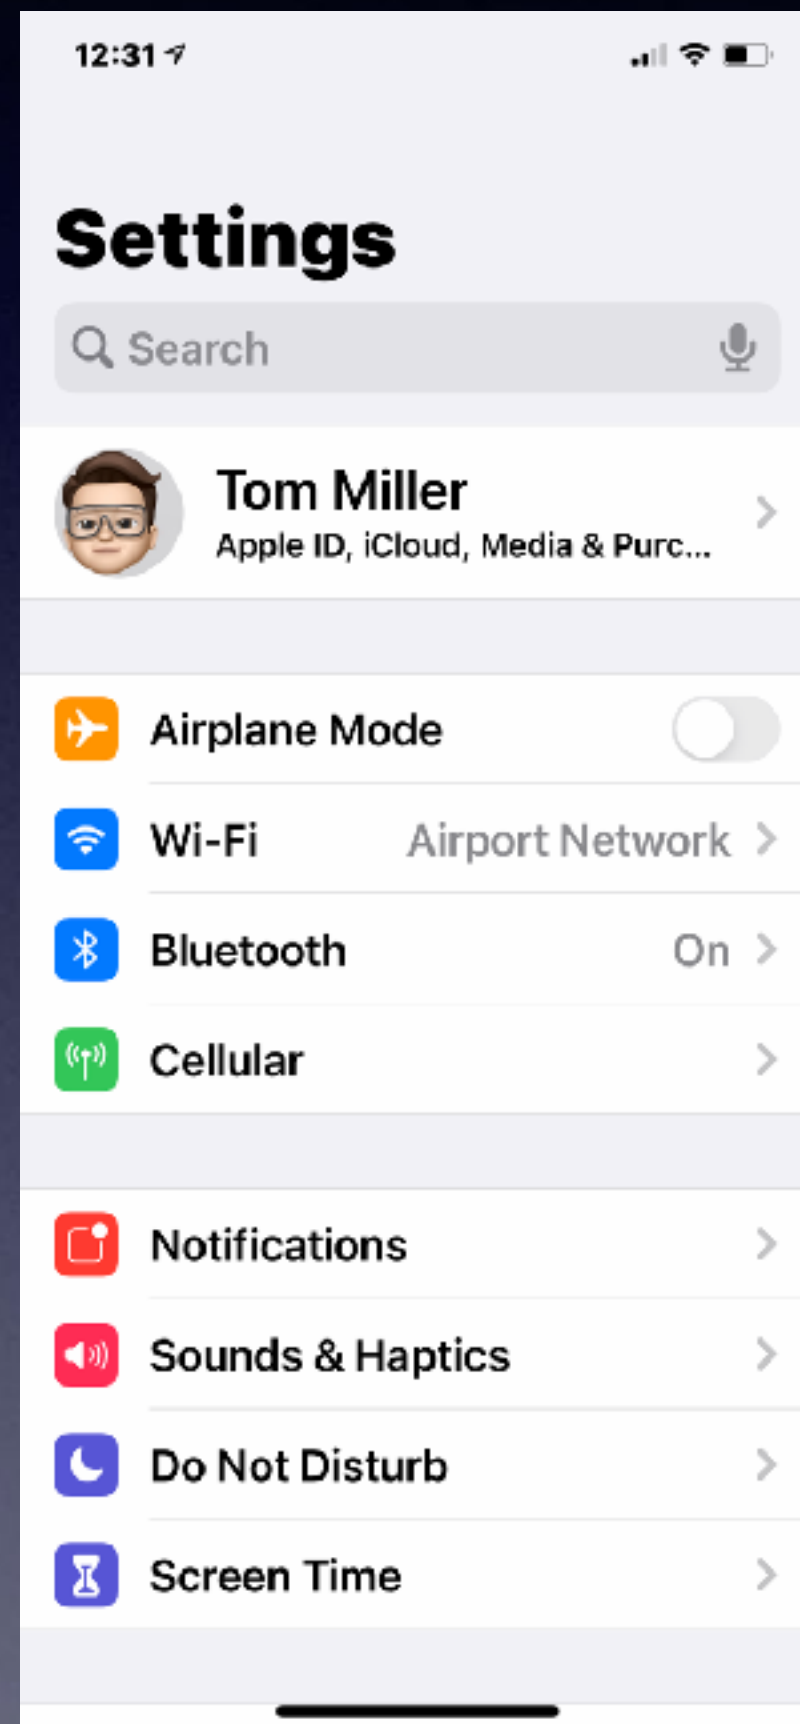 12:31
Settings
Search
Tom Miller
Apple ID, iCloud, Media & Purc...
Airplane Mode
Wi-Fi Airport Network
Bluetooth On
Cellular
Notifications
Sounds & Haptics
Do Not Disturb
Screen Time